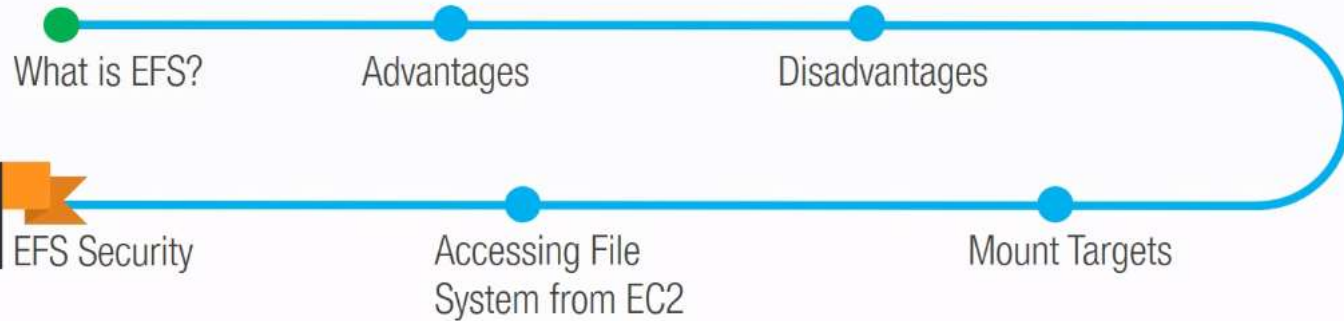 What is EFS?
Advantages
Disadvantages
Mount Targets
Accessing File
System from EC2
EFS Security